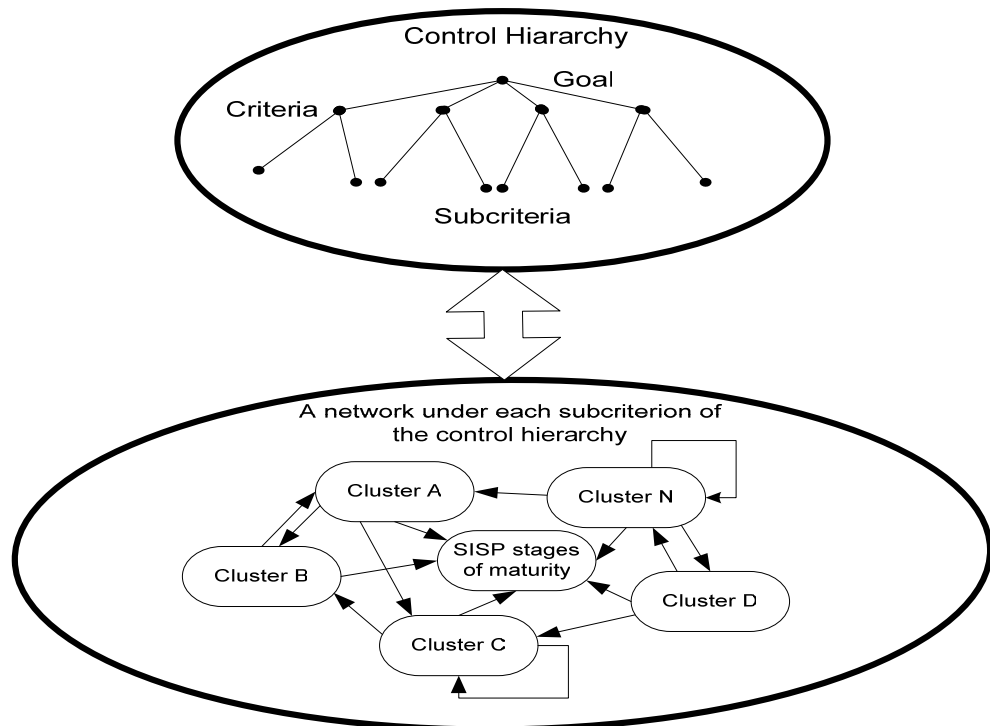 Control Hiararchy
Goal
Criteria
Subcriteria
A network under each subcriterion of
the control hierarchy
Cluster A
Cluster N
SISP stages
of maturity
Cluster B
Cluster D
Cluster C